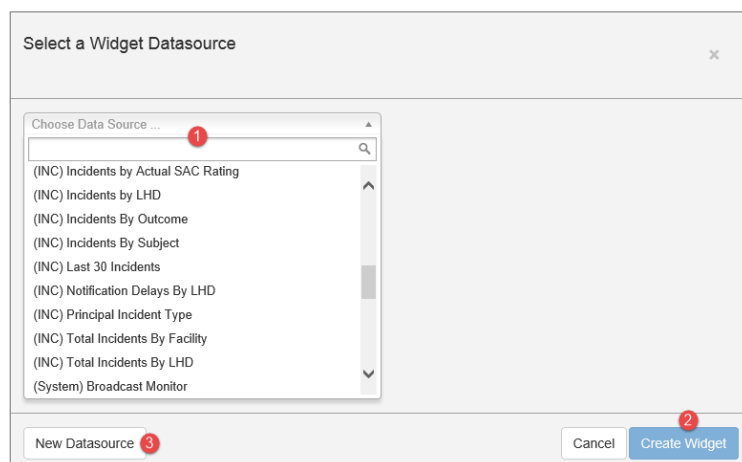 Select a Widget Datasource
×
Choose Data Source ...
1
(INC) Incidents by Actual SAC Rating
(INC) Incidents by LHD
(INC) Incidents By Outcome
(INC) Incidents By Subject
(INC) Last 30 Incidents
(INC) Notification Delays By LHD
(INC) Principal Incident Type
(INC) Total Incidents By Facility
(INC) Total Incidents By LHD
(System) Broadcast Monitor
2
New Datasource 3 Cancel Create Widget